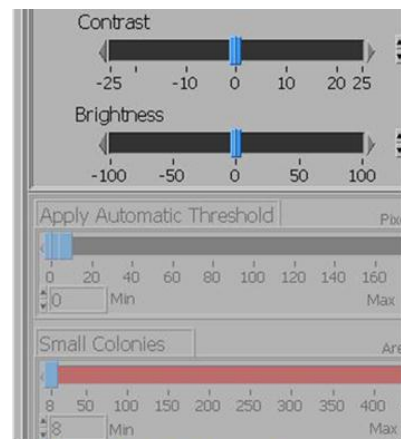 Contrast
-25 -10 0 10 20 25
Brightness
-100 -50 0 50 100
Apply Automatic Threshold
0 20 40 60 80 100 120 140 160
0 Min Max
Small Colonies
8 50 100 150 200 250 300 350 400
8 Min Max